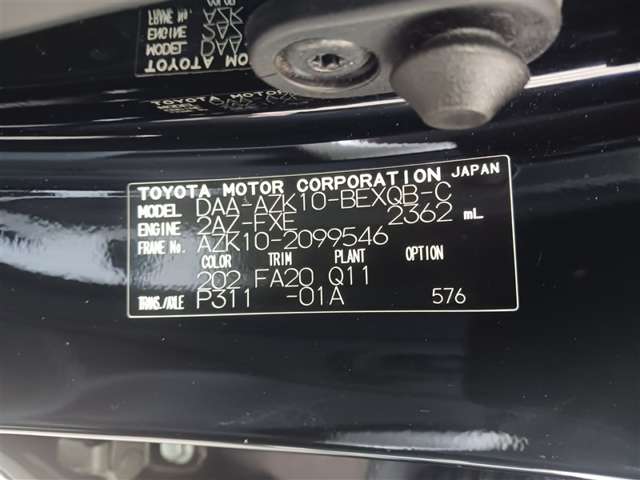 TOYOTA MOTOR CORPORATION JAPAN
MODEL DAA-AZK10-BEXQB-C
ENGINE 2AZ-FXE 2362 mL
FRAME No. AZK10-2099546
COLOR TRIM PLANT OPTION
202 FA20 Q11
TRANS./AXLE P311 -01A 576